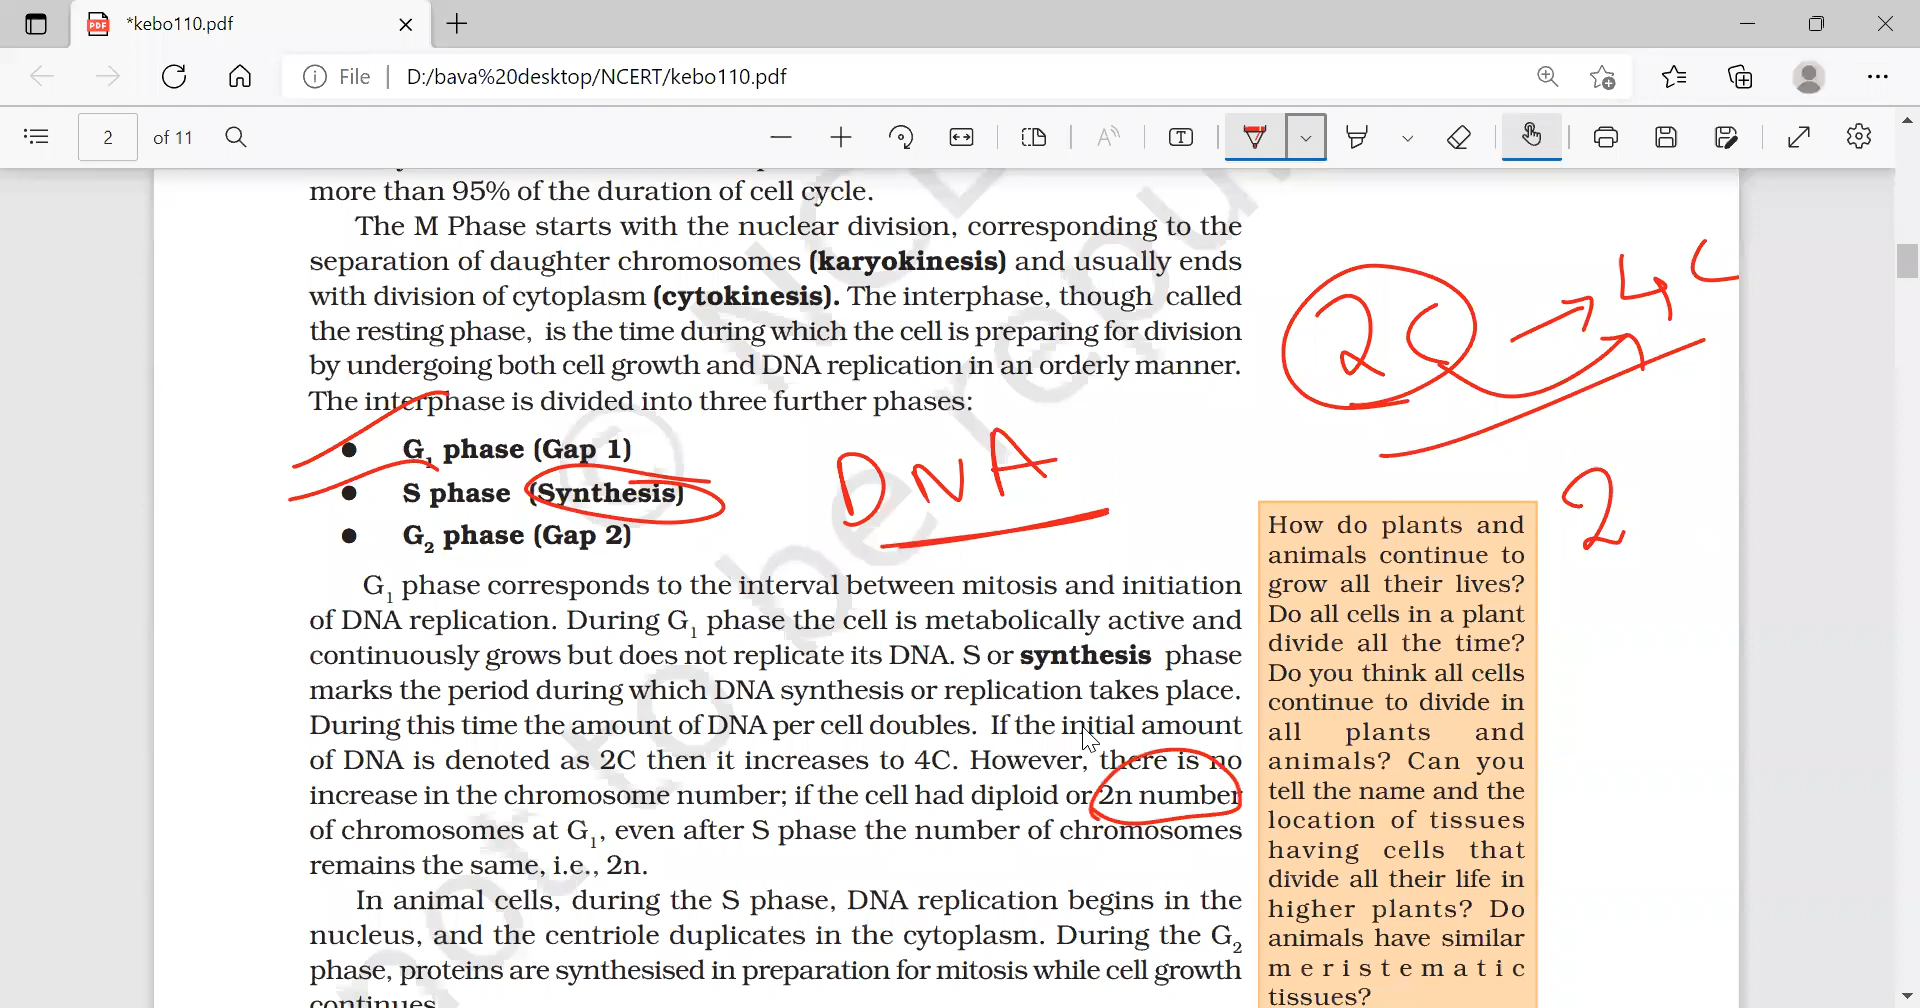 *kebo110.pdf
File D:/bava%20desktop/NCERT/kebo110.pdf
2 of 11
more than 95% of the duration of cell cycle.
The M Phase starts with the nuclear division, corresponding to the
separation of daughter chromosomes (karyokinesis) and usually ends
with division of cytoplasm (cytokinesis). The interphase, though called
the resting phase, is the time during which the cell is preparing for division
by undergoing both cell growth and DNA replication in an orderly manner.
The interphase is divided into three further phases:
● G₁ phase (Gap 1)
● S phase (Synthesis)
● G₂ phase (Gap 2)
G₁ phase corresponds to the interval between mitosis and initiation
of DNA replication. During G₁ phase the cell is metabolically active and
continuously grows but does not replicate its DNA. S or synthesis phase
marks the period during which DNA synthesis or replication takes place.
During this time the amount of DNA per cell doubles. If the initial amount
of DNA is denoted as 2C then it increases to 4C. However, there is no
increase in the chromosome number; if the cell had diploid or 2n number
of chromosomes at G₁, even after S phase the number of chromosomes
remains the same, i.e., 2n.
In animal cells, during the S phase, DNA replication begins in the
nucleus, and the centriole duplicates in the cytoplasm. During the G₂
phase, proteins are synthesised in preparation for mitosis while cell growth
continues.
2C → 4C
DNA
2
How do plants and
animals continue to
grow all their lives?
Do all cells in a plant
divide all the time?
Do you think all cells
continue to divide in
all plants and
animals? Can you
tell the name and the
location of tissues
having cells that
divide all their life in
higher plants? Do
animals have similar
meristematic
tissues?
© NCE
not to be repu